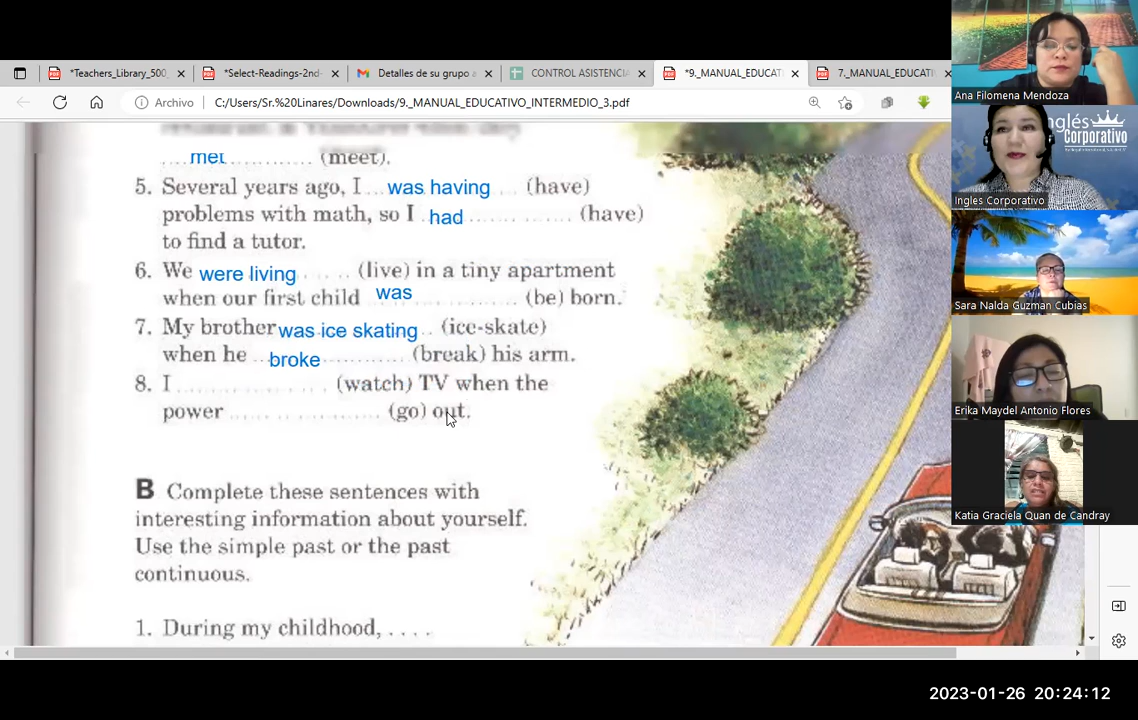 *Teachers_Library_500
*Select-Readings-2nd-
Detalles de su grupo a
CONTROL ASISTENCIA
*9._MANUAL_EDUCATI
7._MANUAL_EDUCATI
Archivo
C:/Users/Sr.%20Linares/Downloads/9._MANUAL_EDUCATIVO_INTERMEDIO_3.pdf
met (meet).
5. Several years ago, I was having (have)
problems with math, so I had (have)
to find a tutor.
6. We were living (live) in a tiny apartment
when our first child was (be) born.
7. My brother was ice skating (ice-skate)
when he broke (break) his arm.
8. I (watch) TV when the
power (go) out.
B Complete these sentences with
interesting information about yourself.
Use the simple past or the past
continuous.
1. During my childhood, . . . .
Ana Filomena Mendoza
Inglés
Corporativo
Ingles Corporativo
Sara Nalda Guzman Cubias
Erika Maydel Antonio Flores
Katia Graciela Quan de Candray
2023-01-26 20:24:12